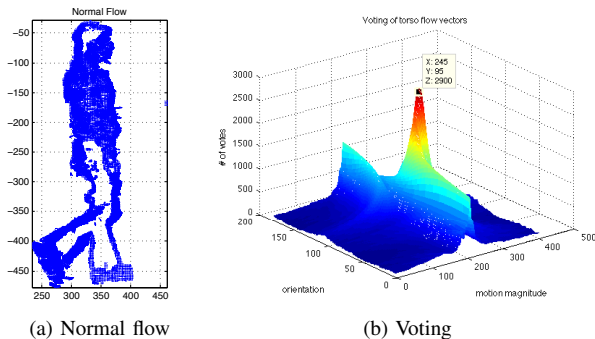 Normal Flow
−50
−100
−150
−200
−250
−300
−350
−400
−450
250 300 350 400 450
(a) Normal flow
Voting of torso flow vectors
X: 245
Y: 95
Z: 2900
3000
2500
2000
1500
1000
500
0
# of votes
200
150
100
50
0
orientation
0
100
200
300
400
500
motion magnitude
(b) Voting